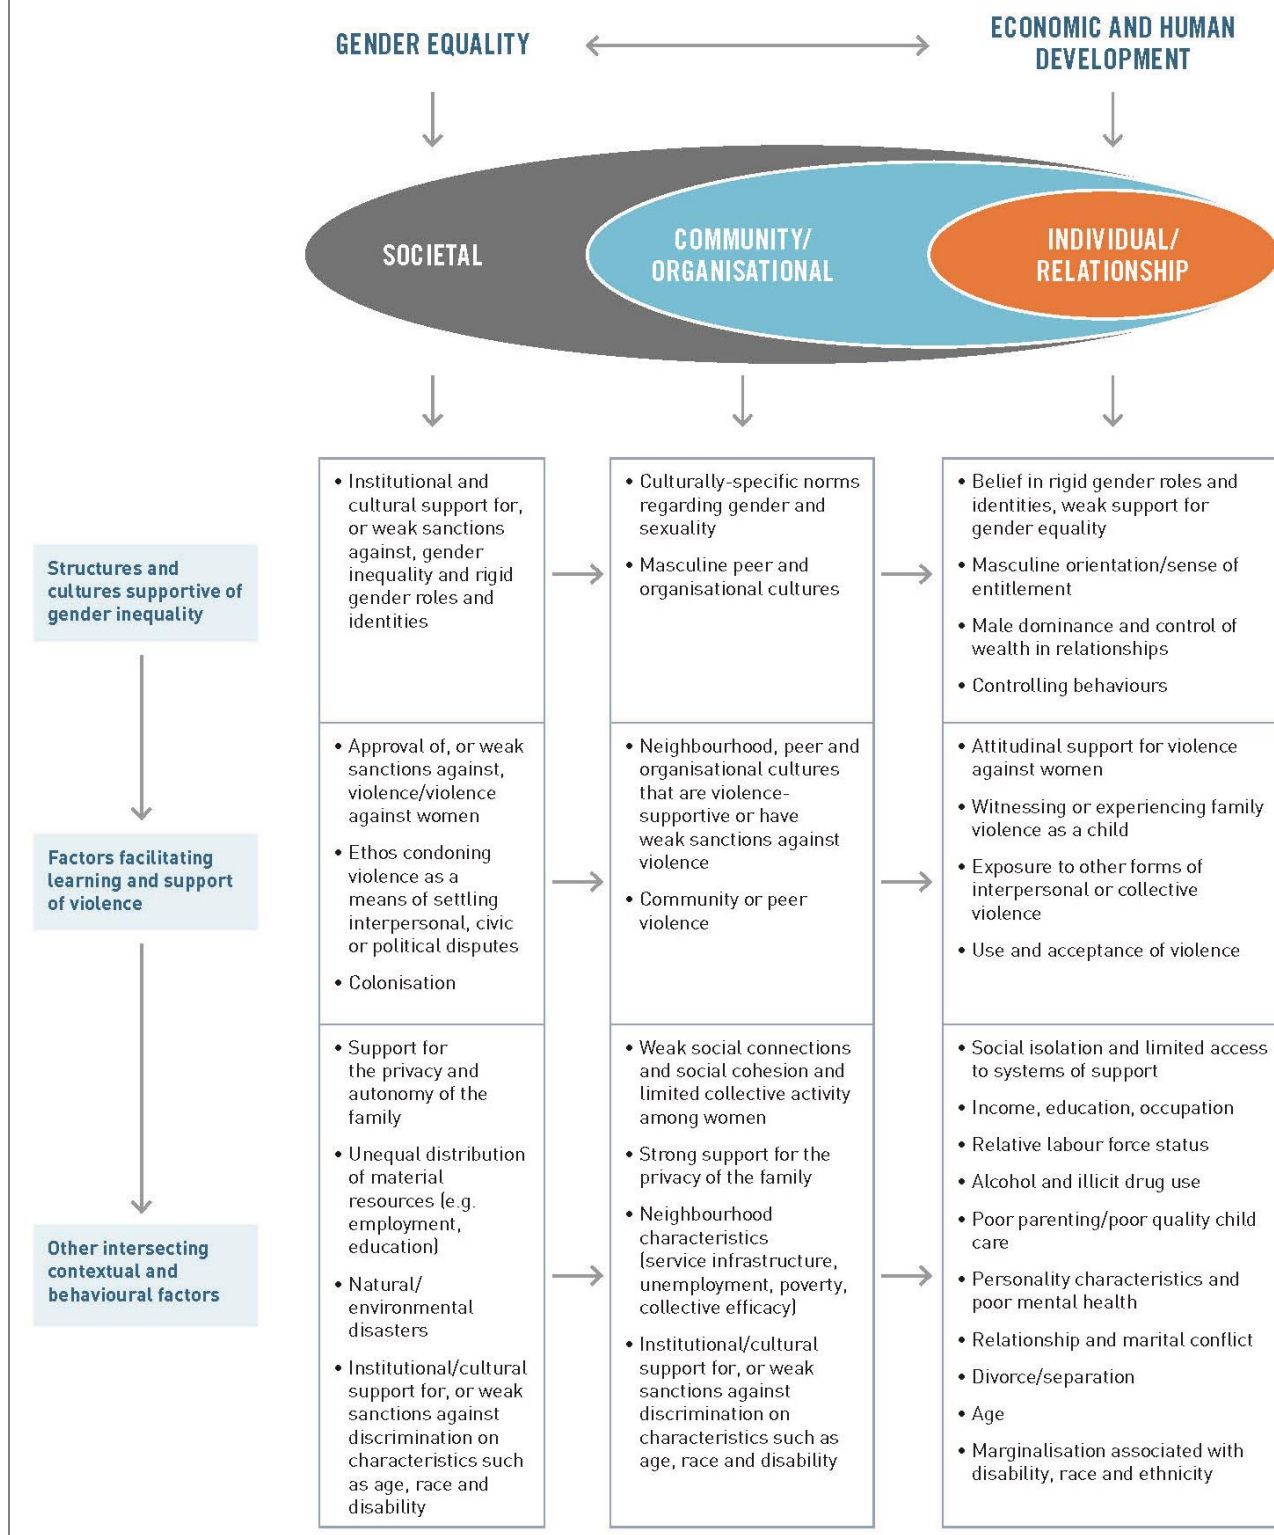 GENDER EQUALITY
ECONOMIC AND HUMAN
DEVELOPMENT
SOCIETAL
COMMUNITY/
ORGANISATIONAL
INDIVIDUAL/
RELATIONSHIP
Structures and
cultures supportive of
gender inequality
• Institutional and
cultural support for,
or weak sanctions
against, gender
inequality and rigid
gender roles and
identities
• Culturally-specific norms
regarding gender and
sexuality
• Masculine peer and
organisational cultures
• Belief in rigid gender roles and
identities, weak support for
gender equality
• Masculine orientation/sense of
entitlement
• Male dominance and control of
wealth in relationships
• Controlling behaviours
Factors facilitating
learning and support
of violence
• Approval of, or weak
sanctions against,
violence/violence
against women
• Ethos condoning
violence as a
means of settling
interpersonal, civic
or political disputes
• Colonisation
• Neighbourhood, peer and
organisational cultures
that are violence-
supportive or have
weak sanctions against
violence
• Community or peer
violence
• Attitudinal support for violence
against women
• Witnessing or experiencing family
violence as a child
• Exposure to other forms of
interpersonal or collective
violence
• Use and acceptance of violence
Other intersecting
contextual and
behavioural factors
• Support for
the privacy and
autonomy of the
family
• Unequal distribution
of material
resources (e.g.
employment,
education)
• Natural/
environmental
disasters
• Institutional/cultural
support for, or weak
sanctions against
discrimination on
characteristics such
as age, race and
disability
• Weak social connections
and social cohesion and
limited collective activity
among women
• Strong support for the
privacy of the family
• Neighbourhood
characteristics
(service infrastructure,
unemployment, poverty,
collective efficacy)
• Institutional/cultural
support for, or weak
sanctions against
discrimination on
characteristics such as
age, race and disability
• Social isolation and limited access
to systems of support
• Income, education, occupation
• Relative labour force status
• Alcohol and illicit drug use
• Poor parenting/poor quality child
care
• Personality characteristics and
poor mental health
• Relationship and marital conflict
• Divorce/separation
• Age
• Marginalisation associated with
disability, race and ethnicity